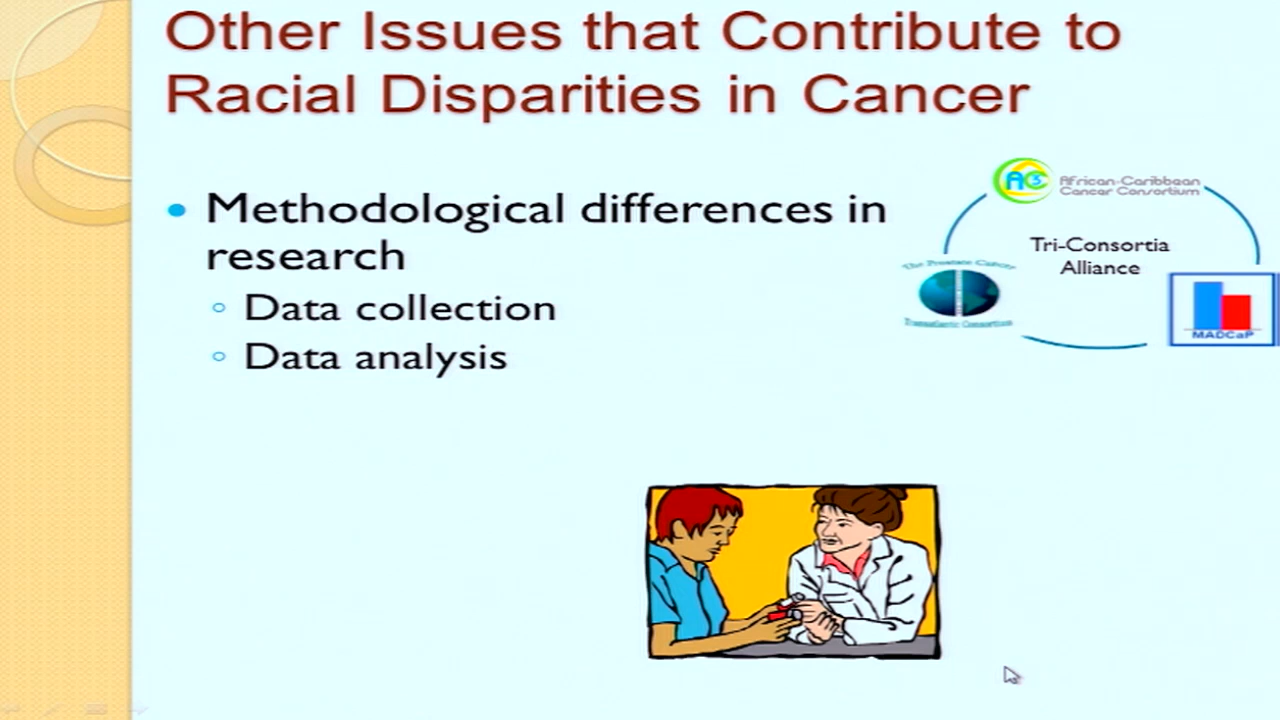 Other Issues that Contribute to
Racial Disparities in Cancer
• Methodological differences in
research
◦ Data collection
◦ Data analysis
AC3
African-Caribbean
Cancer Consortium
Tri-Consortia
Alliance
The Prostate Cancer
Transatlantic Consortium
MADCaP